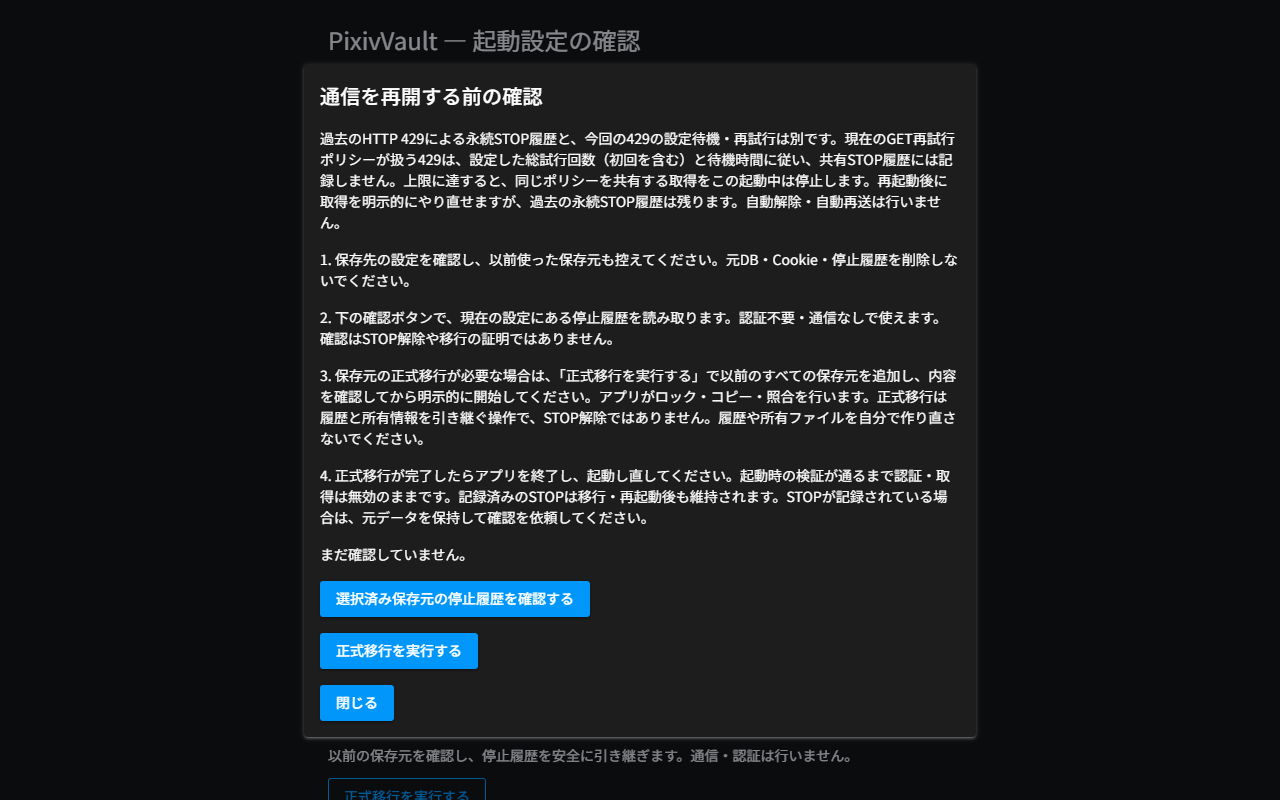 PixivVault — 起動設定の確認
通信を再開する前の確認
過去のHTTP 429による永続STOP履歴と、今回の429の設定待機・再試行は別です。現在のGET再試行
ポリシーが扱う429は、設定した総試行回数（初回を含む）と待機時間に従い、共有STOP履歴には記
録しません。上限に達すると、同じポリシーを共有する取得をこの起動中は停止します。再起動後に
取得を明示的にやり直せますが、過去の永続STOP履歴は残ります。自動解除・自動再送は行いませ
ん。
1. 保存先の設定を確認し、以前使った保存元も控えてください。元DB・Cookie・停止履歴を削除しな
いでください。
2. 下の確認ボタンで、現在の設定にある停止履歴を読み取ります。認証不要・通信なしで使えます。
確認はSTOP解除や移行の証明ではありません。
3. 保存元の正式移行が必要な場合は、「正式移行を実行する」で以前のすべての保存元を追加し、内容
を確認してから明示的に開始してください。アプリがロック・コピー・照合を行います。正式移行は
履歴と所有情報を引き継ぐ操作で、STOP解除ではありません。履歴や所有ファイルを自分で作り直さ
ないでください。
4. 正式移行が完了したらアプリを終了し、起動し直してください。起動時の検証が通るまで認証・取
得は無効のままです。記録済みのSTOPは移行・再起動後も維持されます。STOPが記録されている場
合は、元データを保持して確認を依頼してください。
まだ確認していません。
選択済み保存元の停止履歴を確認する
正式移行を実行する
閉じる
以前の保存元を確認し、停止履歴を安全に引き継ぎます。通信・認証は行いません。
正式移行を実行する